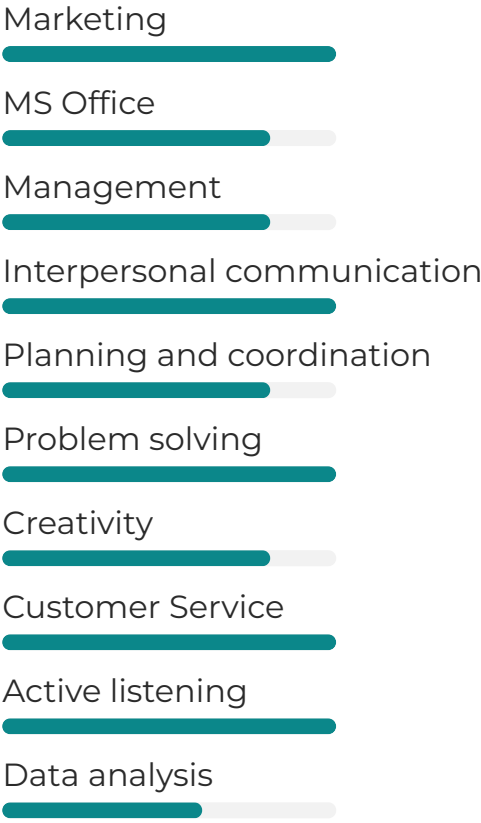 Marketing
MS Office
Management
Interpersonal communication
Planning and coordination
Problem solving
Creativity
Customer Service
Active listening
Data analysis